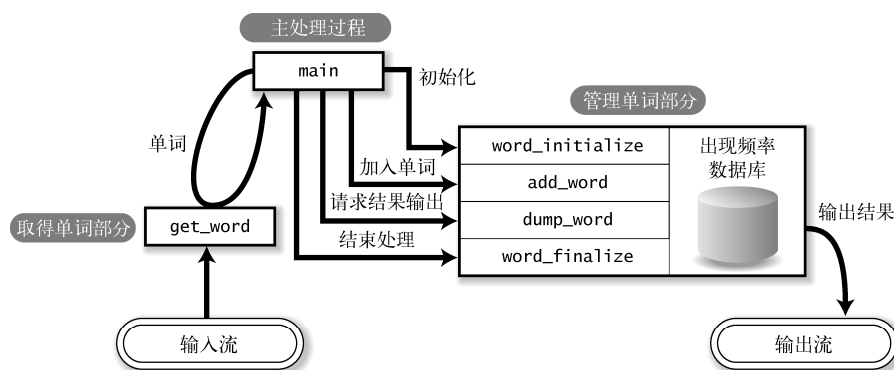 主处理过程
main
初始化
管理单词部分
单词
word_initialize
出现频率
数据库
加入单词
add_word
请求结果输出
dump_word
输出结果
取得单词部分
get_word
结束处理
word_finalize
输入流
输出流